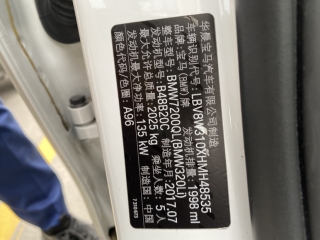 华晨宝马汽车有限公司制造
车辆识别代号: LBV8W310XHMH48535
品牌: 宝马(BMW)牌
整车型号: BMW7200QL(BMW320J)
发动机型号: B48B20C 发动机排量: 1998 ml
最大允许总质量: 2025 kg 制造年月: 2017.07
发动机最大净功率: 135 kW 乘坐人数: 5 人
颜色代码/色盘: A96 制造国: 中国